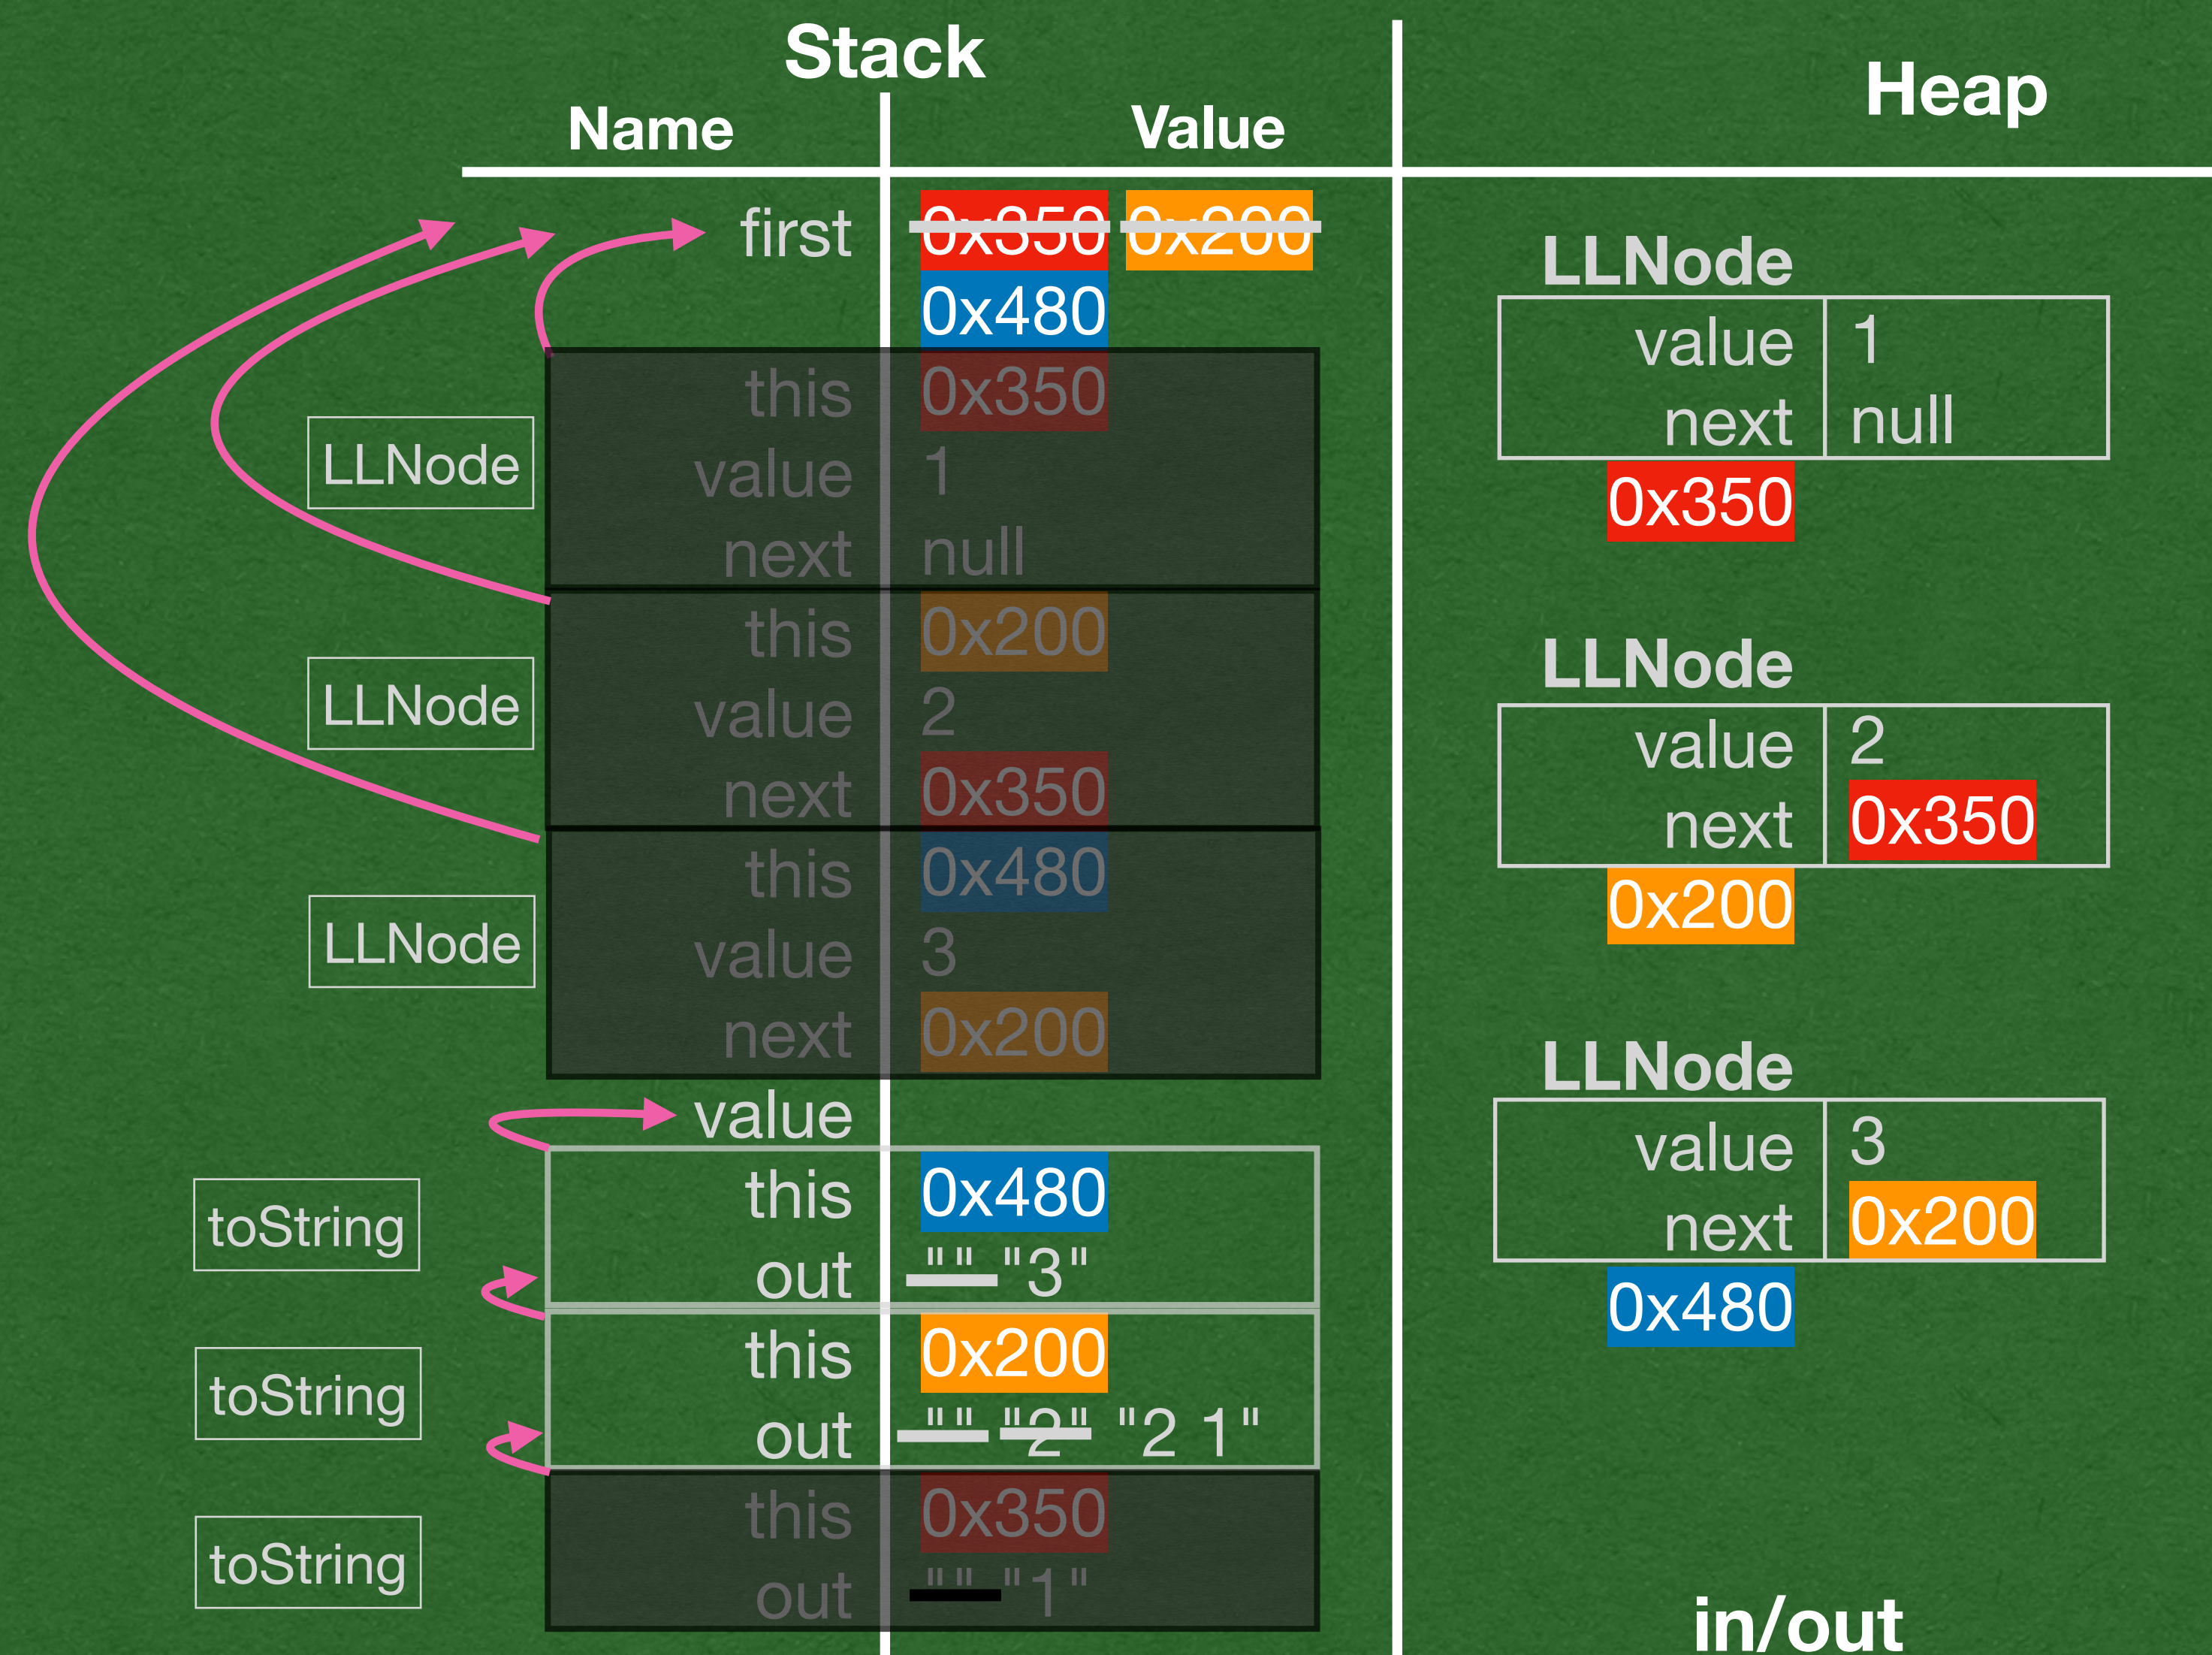 Stack
Heap
Name Value
first 0x350 0x200
0x480
this 0x350
LLNode
value 1
next null
this 0x200
LLNode
value 2
next 0x350
this 0x480
LLNode
value 3
next 0x200
value
this 0x480
toString
out "" "3"
this 0x200
toString
out "" "2" "2 1"
this 0x350
toString
out "" "1"
LLNode
value 1
next null
0x350
LLNode
value 2
next 0x350
0x200
LLNode
value 3
next 0x200
0x480
in/out